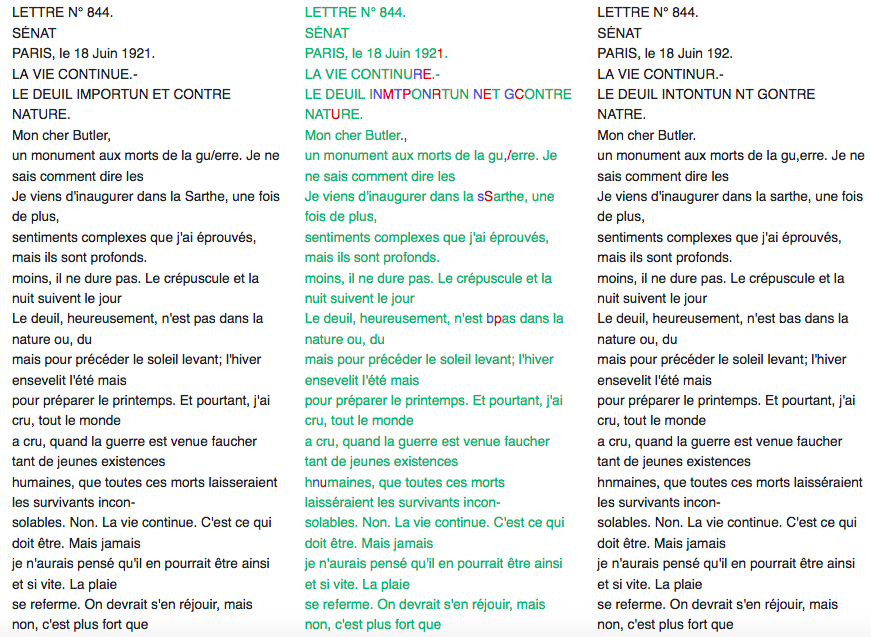 LETTRE N° 844.
SÉNAT
PARIS, le 18 Juin 1921.
LA VIE CONTINUE.-
LE DEUIL IMPORTUN ET CONTRE
NATURE.
Mon cher Butler,
un monument aux morts de la gu/erre. Je ne
sais comment dire les
Je viens d'inaugurer dans la Sarthe, une fois
de plus,
sentiments complexes que j'ai éprouvés,
mais ils sont profonds.
moins, il ne dure pas. Le crépuscule et la
nuit suivent le jour
Le deuil, heureusement, n'est pas dans la
nature ou, du
mais pour précéder le soleil levant; l'hiver
ensevelit l'été mais
pour préparer le printemps. Et pourtant, j'ai
cru, tout le monde
a cru, quand la guerre est venue faucher
tant de jeunes existences
humaines, que toutes ces morts laisseraient
les survivants incon-
solables. Non. La vie continue. C'est ce qui
doit être. Mais jamais
je n'aurais pensé qu'il en pourrait être ainsi
et si vite. La plaie
se referme. On devrait s'en réjouir, mais
non, c'est plus fort que
LETTRE N° 844.
SÉNAT
PARIS, le 18 Juin 1921.
LA VIE CONTINURE.-
LE DEUIL INMTPONRTUN NET GCONTRE
NATURE.
Mon cher Butler.,
un monument aux morts de la gu,/erre. Je
ne sais comment dire les
Je viens d'inaugurer dans la sSarthe, une
fois de plus,
sentiments complexes que j'ai éprouvés,
mais ils sont profonds.
moins, il ne dure pas. Le crépuscule et la
nuit suivent le jour
Le deuil, heureusement, n'est bpas dans la
nature ou, du
mais pour précéder le soleil levant; l'hiver
ensevelit l'été mais
pour préparer le printemps. Et pourtant, j'ai
cru, tout le monde
a cru, quand la guerre est venue faucher
tant de jeunes existences
hnumaines, que toutes ces morts
laisséraient les survivants incon-
solables. Non. La vie continue. C'est ce qui
doit être. Mais jamais
je n'aurais pensé qu'il en pourrait être ainsi
et si vite. La plaie
se referme. On devrait s'en réjouir, mais
non, c'est plus fort que
LETTRE N° 844.
SÉNAT
PARIS, le 18 Juin 192.
LA VIE CONTINUR.-
LE DEUIL INTONTUN NT GONTRE
NATRE.
Mon cher Butler.
un monument aux morts de la gu,erre. Je ne
sais comment dire les
Je viens d'inaugurer dans la sarthe, une fois
de plus,
sentiments complexes que j'ai éprouvés,
mais ils sont profonds.
moins, il ne dure pas. Le crépuscule et la
nuit suivent le jour
Le deuil, heureusement, n'est bas dans la
nature ou, du
mais pour précéder le soleil levant; l'hiver
ensevelit l'été mais
pour préparer le printemps. Et pourtant, j'ai
cru, tout le monde
a cru, quand la guerre est venue faucher
tant de jeunes existences
hnmaines, que toutes ces morts laisséraient
les survivants incon-
solables. Non. La vie continue. C'est ce qui
doit être. Mais jamais
je n'aurais pensé qu'il en pourrait être ainsi
et si vite. La plaie
se referme. On devrait s'en réjouir, mais
non, c'est plus fort que